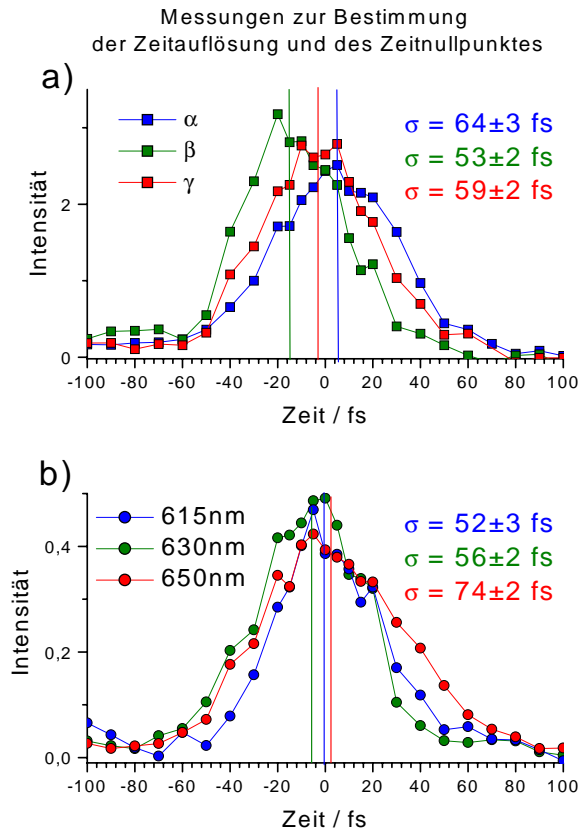 Messungen zur Bestimmung
der Zeitauflösung und des Zeitnullpunktes
a)
α
β
γ
σ = 64±3 fs
σ = 53±2 fs
σ = 59±2 fs
Intensität
2
0
-100 -80 -60 -40 -20 0 20 40 60 80 100
Zeit / fs
b)
615nm
630nm
650nm
σ = 52±3 fs
σ = 56±2 fs
σ = 74±2 fs
Intensität
0,4
0,2
0,0
-100 -80 -60 -40 -20 0 20 40 60 80 100
Zeit / fs